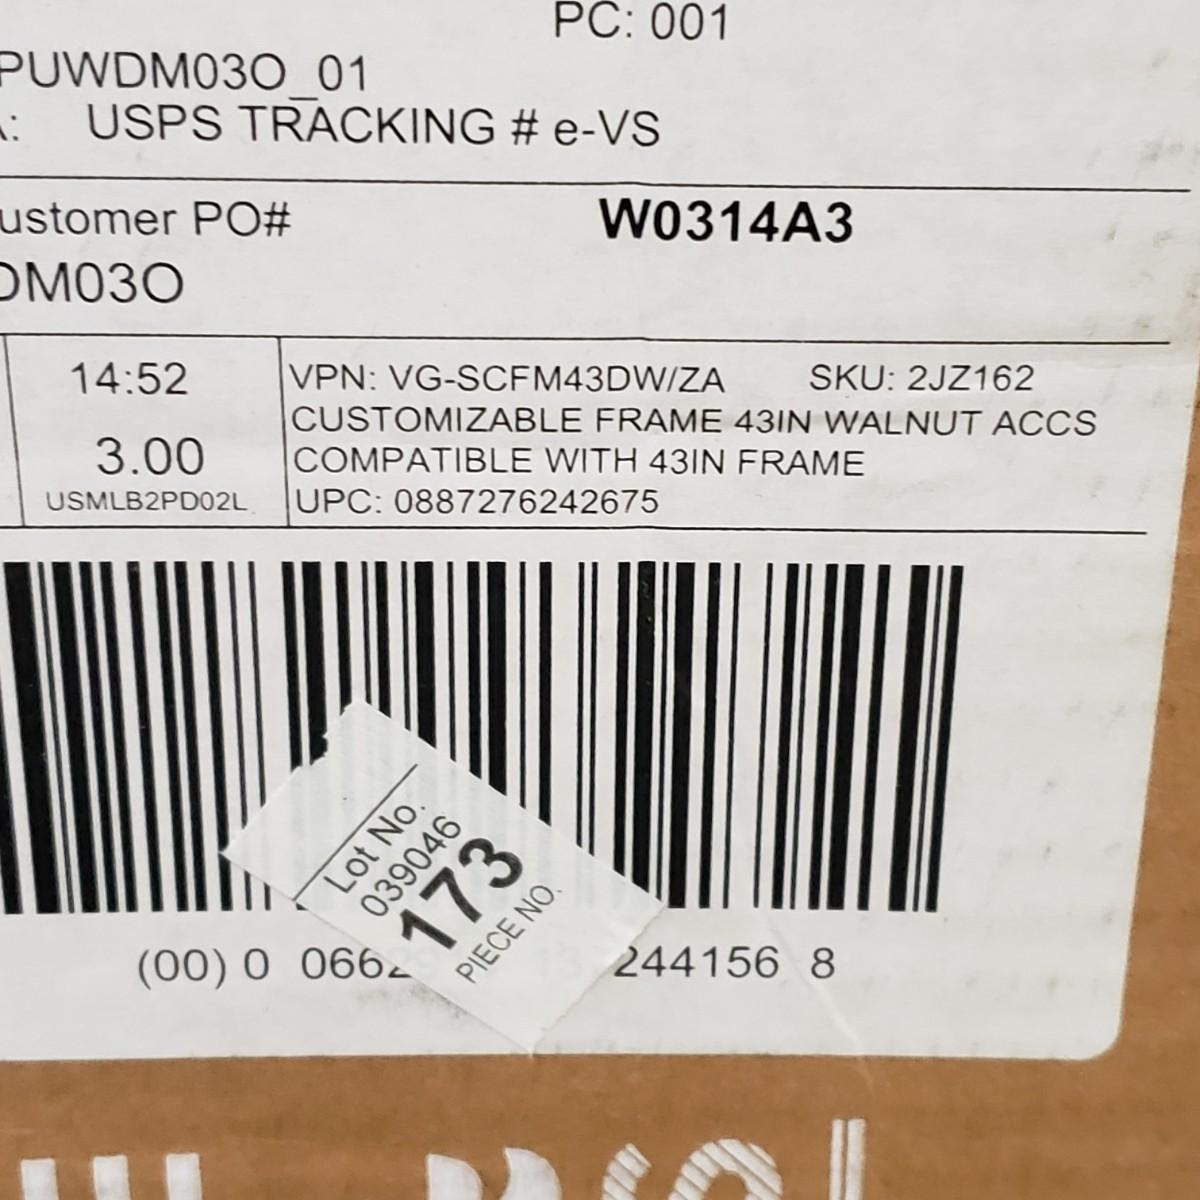 PC: 001
PUWDM03O_01
A: USPS TRACKING # e-VS
ustomer PO# W0314A3
DM03O
14:52
3.00
USMLB2PD02L
VPN: VG-SCFM43DW/ZA SKU: 2JZ162
CUSTOMIZABLE FRAME 43IN WALNUT ACCS
COMPATIBLE WITH 43IN FRAME
UPC: 0887276242675
Lot No.
039046
173
PIECE NO.
(00) 0 0662 244156 8